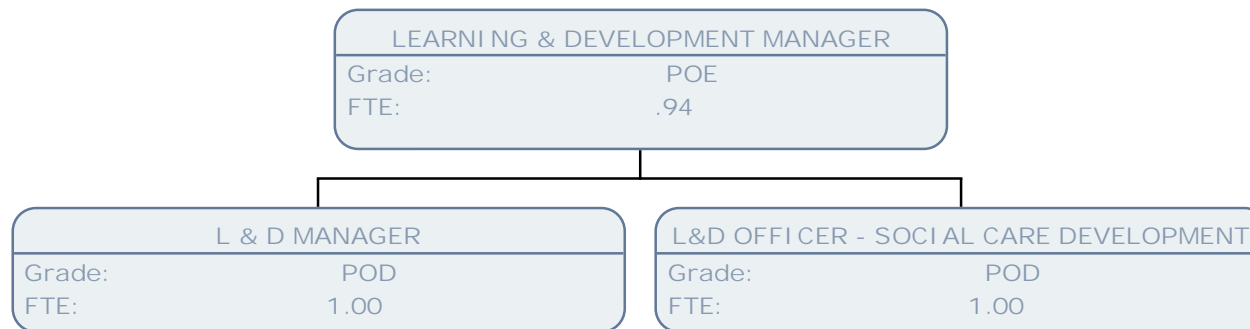 LEARNING & DEVELOPMENT MANAGER
Grade: POE
FTE: .94
L & D MANAGER
Grade: POD
FTE: 1.00
L&D OFFICER - SOCIAL CARE DEVELOPMENT
Grade: POD
FTE: 1.00